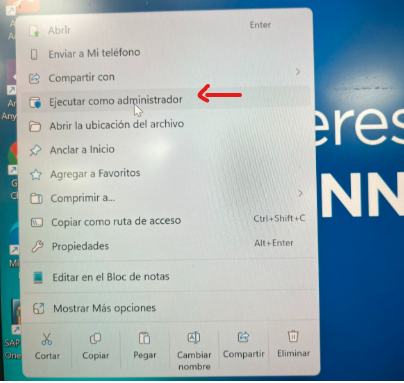 Abrir Enter
Enviar a Mi teléfono
Compartir con
Ejecutar como administrador
Abrir la ubicación del archivo
Anclar a Inicio
Agregar a Favoritos
Comprimir a...
Copiar como ruta de acceso Ctrl+Shift+C
Propiedades Alt+Enter
Editar en el Bloc de notas
Mostrar Más opciones
Cortar Copiar Pegar Cambiar nombre Compartir Eliminar
eres
NN
SAP
One